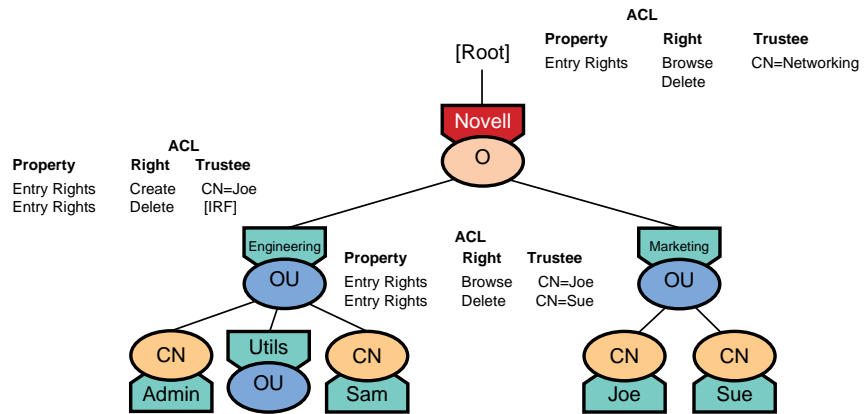 ACL
Property Right Trustee
Entry Rights Browse CN=Networking
Delete
[Root]
Novell
O
ACL
Property Right Trustee
Entry Rights Create CN=Joe
Entry Rights Delete [IRF]
Engineering
OU
ACL
Property Right Trustee
Entry Rights Browse CN=Joe
Entry Rights Delete CN=Sue
Marketing
OU
CN
Admin
Utils
OU
CN
Sam
CN
Joe
CN
Sue